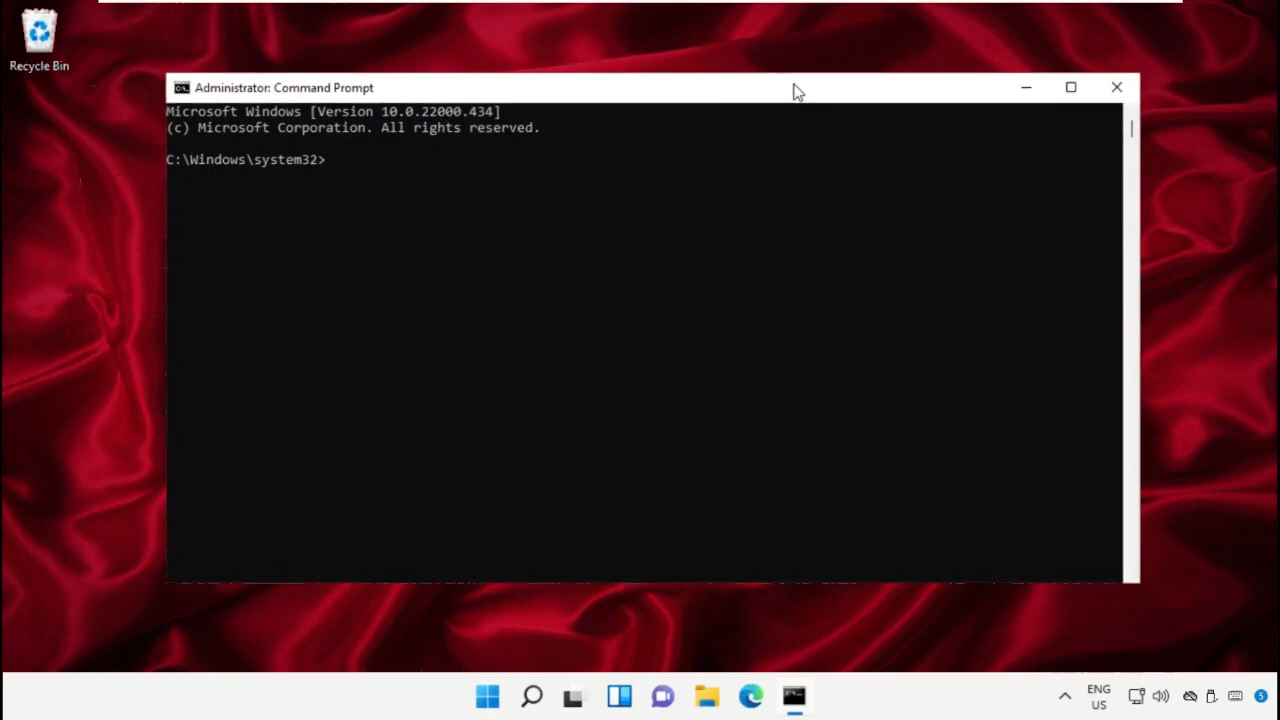 Recycle Bin
Administrator: Command Prompt
Microsoft Windows [Version 10.0.22000.434]
(c) Microsoft Corporation. All rights reserved.
C:\Windows\system32>
ENG
US
5